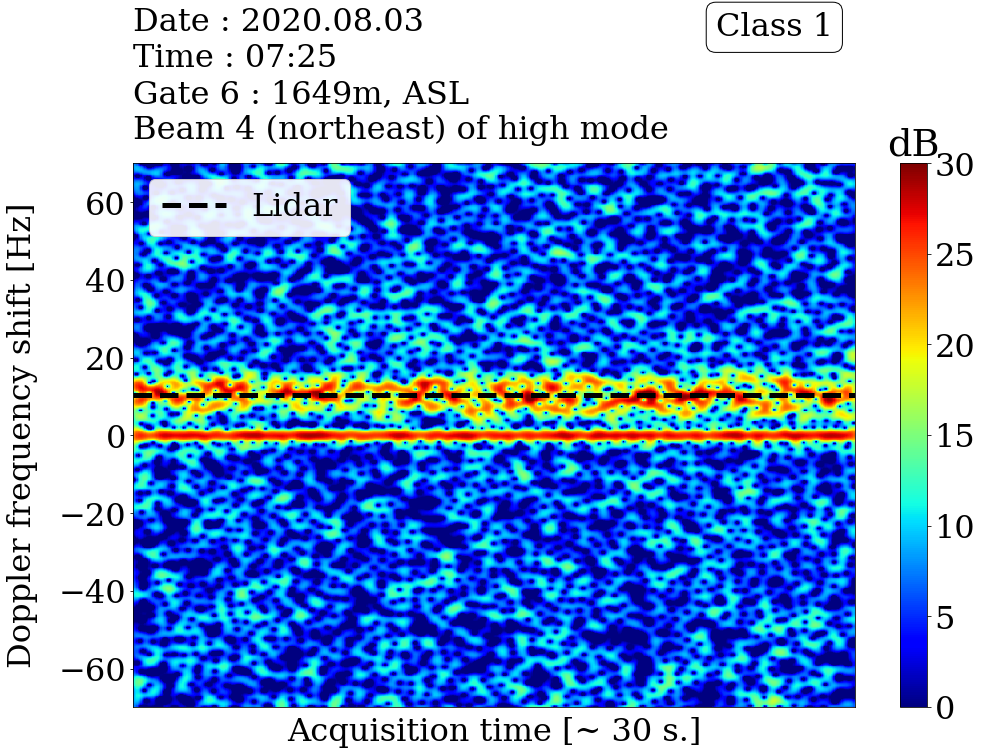 Date : 2020.08.03
Time : 07:25
Gate 6 : 1649m, ASL
Beam 4 (northeast) of high mode
Class 1
dB
Lidar
Doppler frequency shift [Hz]
60
40
20
0
−20
−40
−60
30
25
20
15
10
5
0
Acquisition time [~ 30 s.]